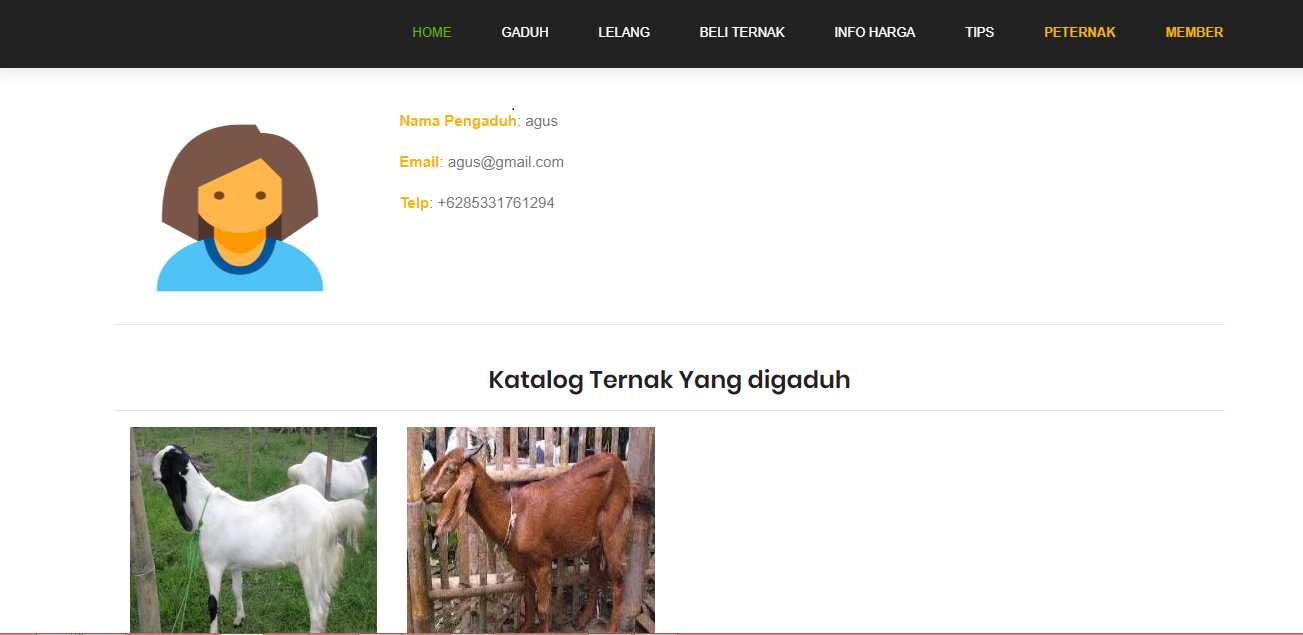 HOME GADUH LELANG BELI TERNAK INFO HARGA TIPS PETERNAK MEMBER
Nama Pengaduh: agus
Email: agus@gmail.com
Telp: +6285331761294
Katalog Ternak Yang digaduh